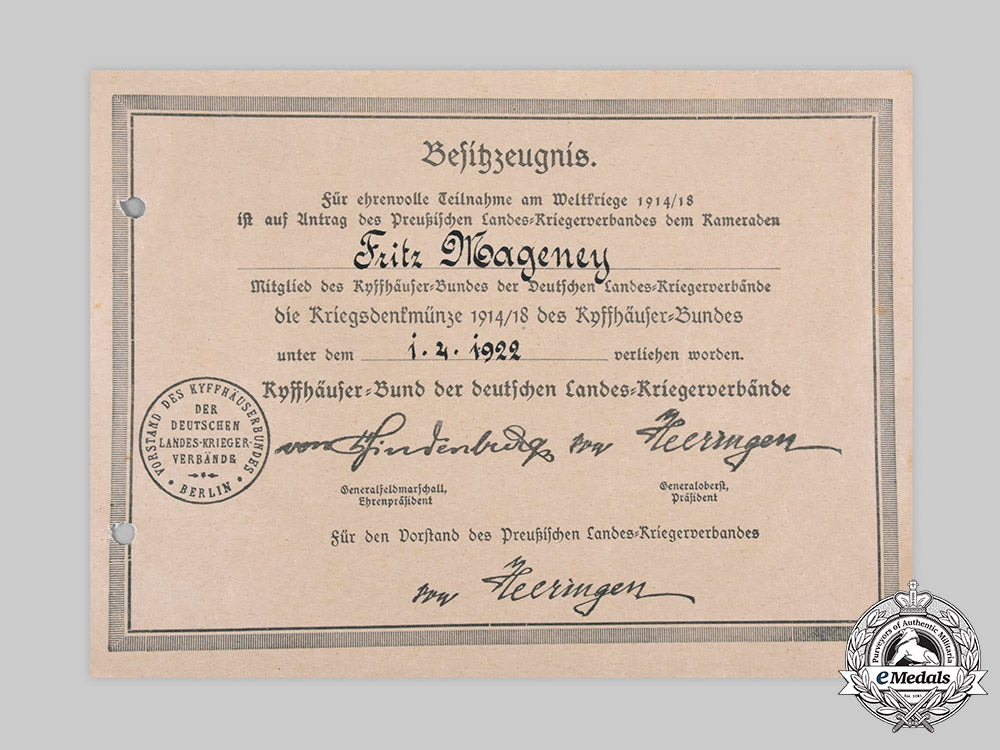 Besitzzeugnis.
Für ehrenvolle Teilnahme am Weltkriege 1914/18
ist auf Antrag des Preußischen Landes-Kriegerverbandes dem Kameraden
Fritz Mageney
Mitglied des Kyffhäuser-Bundes der Deutschen Landes-Kriegerverbände
die Kriegsdenkmünze 1914/18 des Kyffhäuser-Bundes
unter dem 1. 4. 1922 verliehen worden.
Kyffhäuser-Bund der deutschen Landes-Kriegerverbände
VORSTAND DES KYFFHÄUSERBUNDES
DER
DEUTSCHEN
LANDES-KRIEGER-
VERBÄNDE
BERLIN
von Hindenburg von Heeringen
Generalfeldmarschall, Generaloberst,
Ehrenpräsident Präsident
Für den Vorstand des Preußischen Landes-Kriegerverbandes
von Heeringen
Purveyors of Authentic Militaria
eMedals